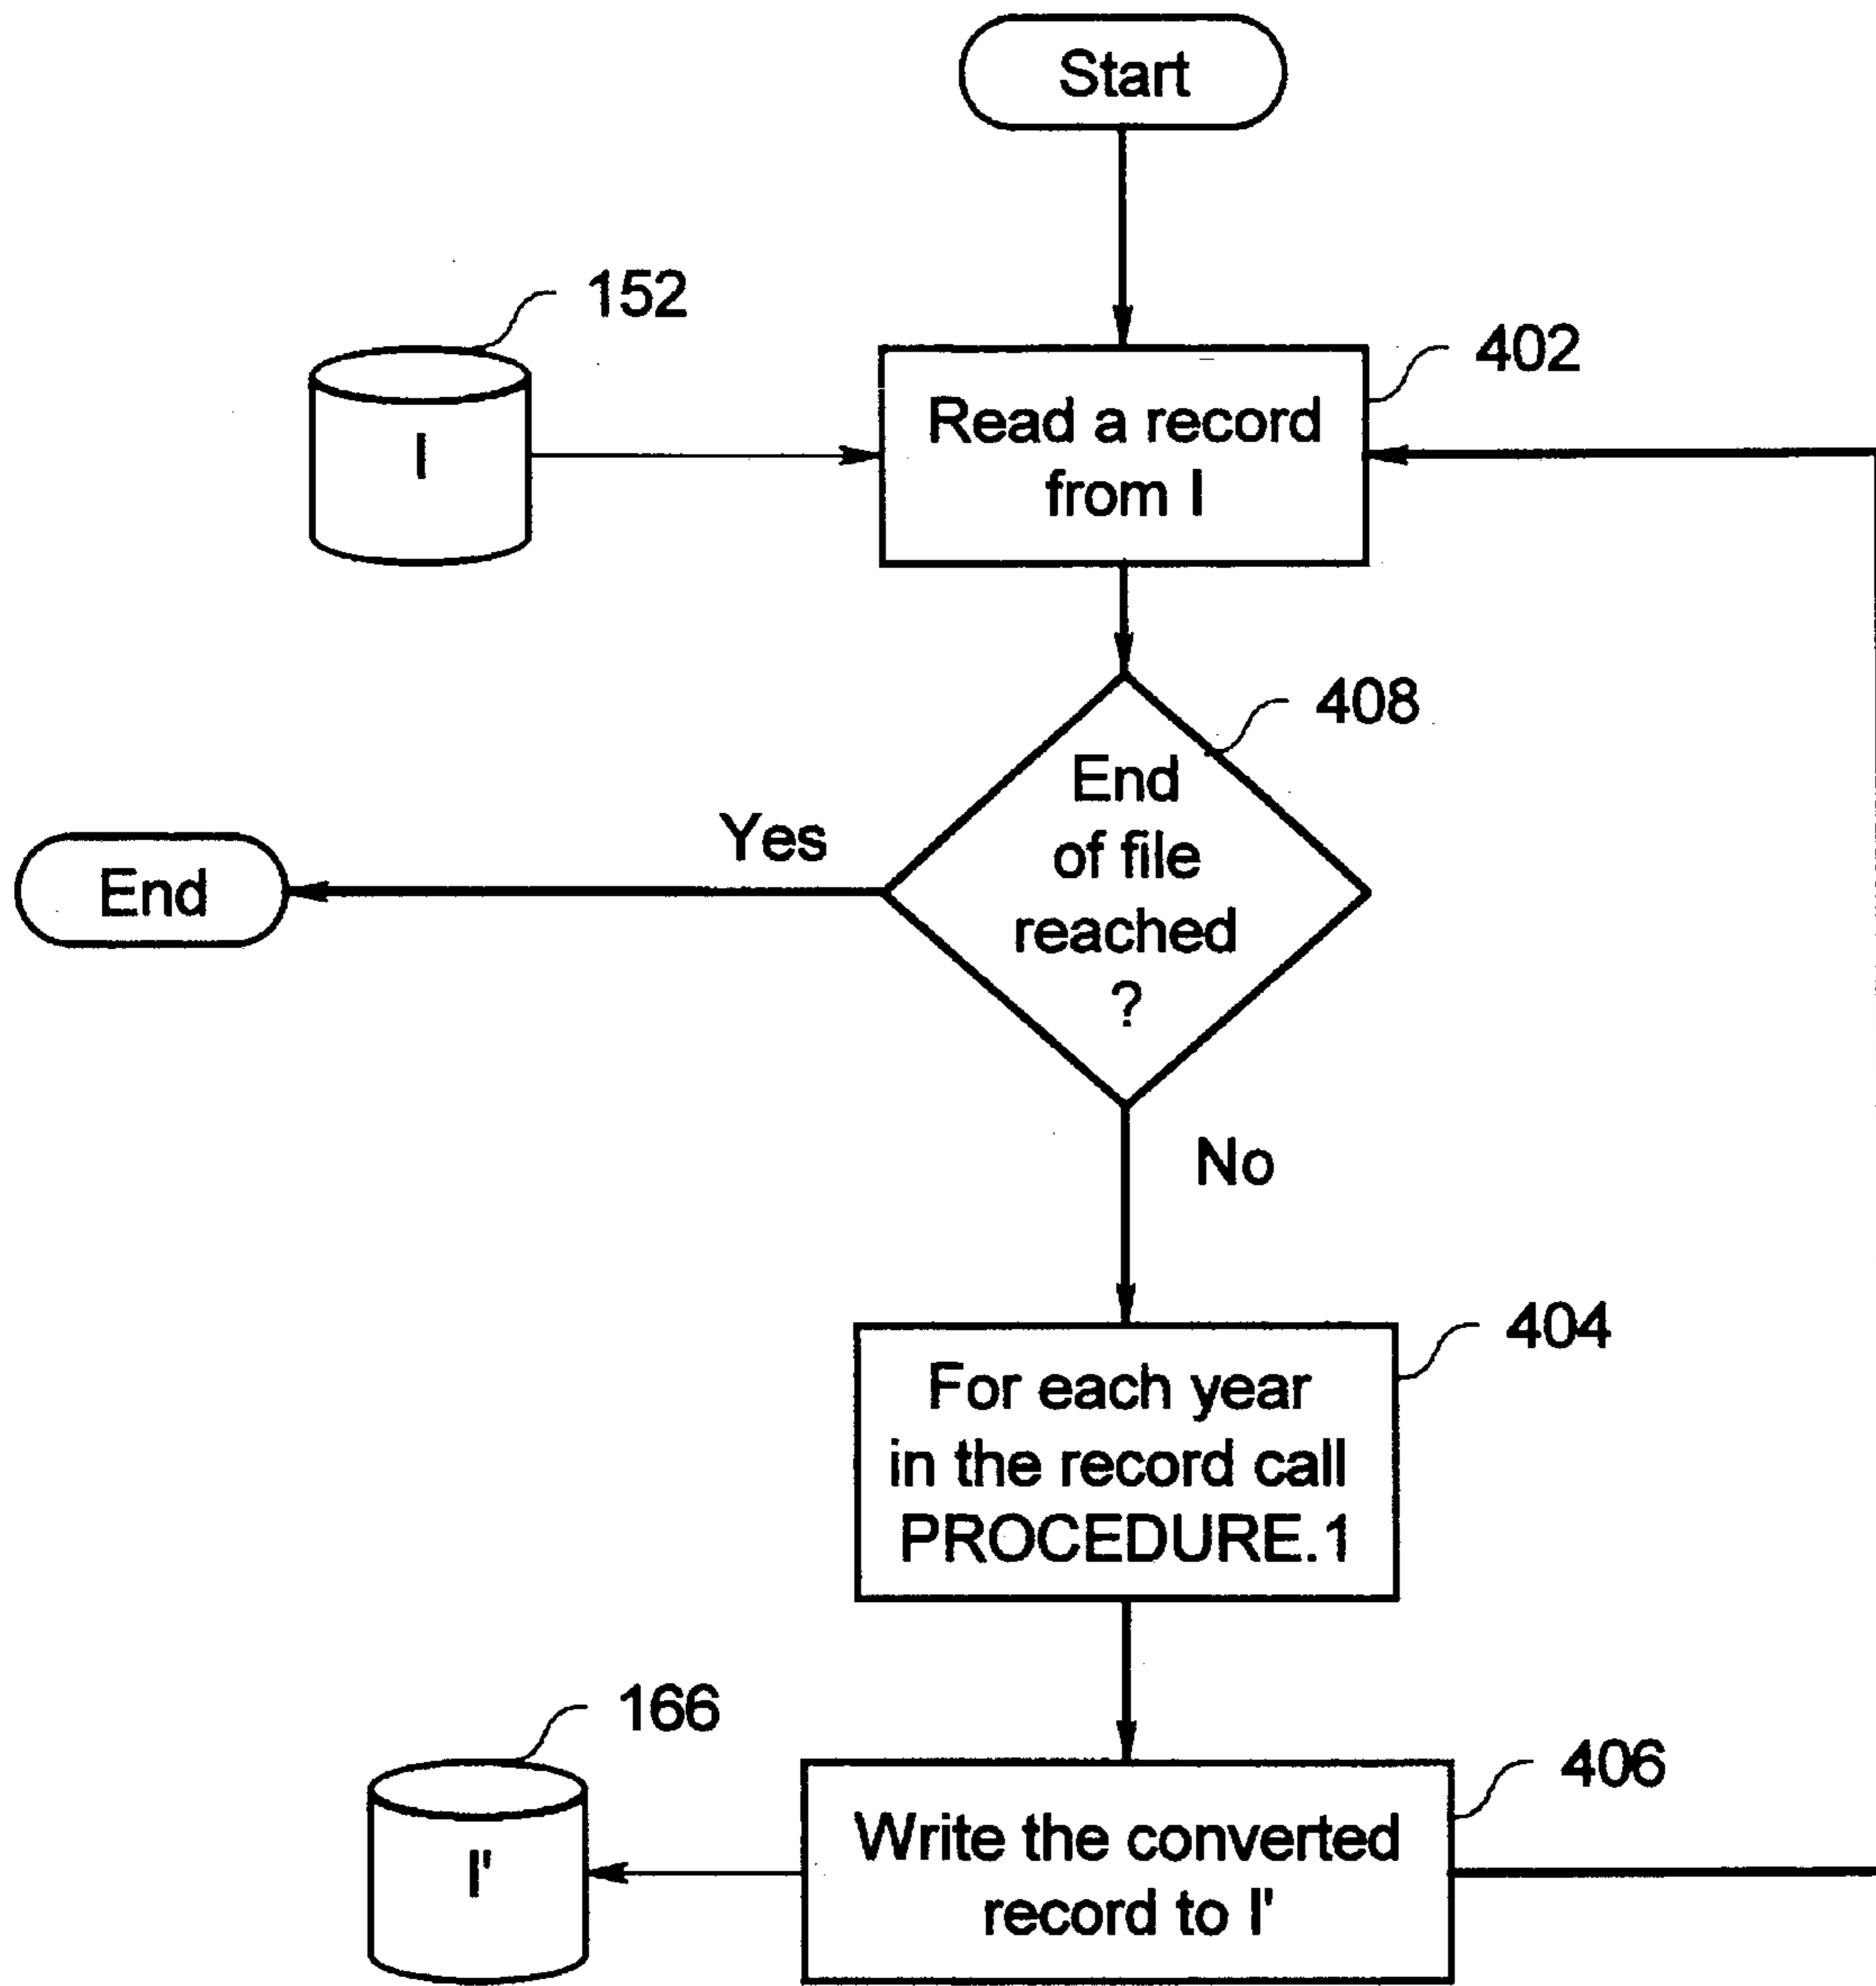 Start
152
402
I
Read a record
from I
408
End
of file
reached
?
Yes
End
No
404
For each year
in the record call
PROCEDURE.1
166
406
I'
Write the converted
record to I'